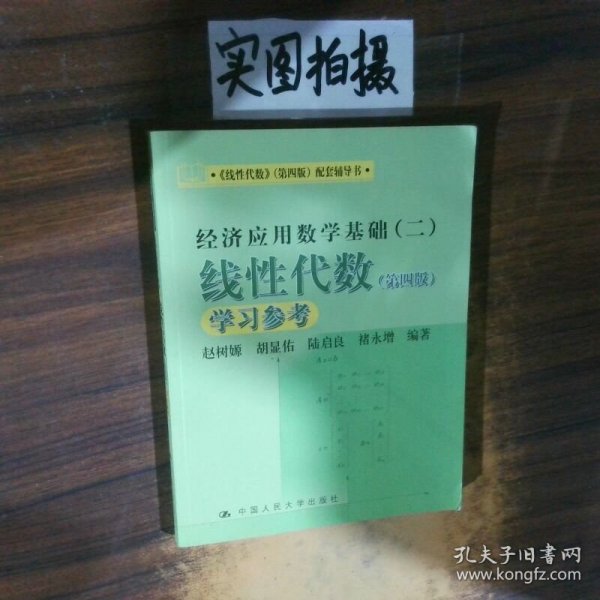 实图拍摄
·《线性代数》(第四版)配套辅导书·
经济应用数学基础(二)
线性代数(第四版)
学习参考
赵树嫄 胡显佑 陆启良 褚永增 编著
中国人民大学出版社
孔夫子旧书网
www.kongfz.com